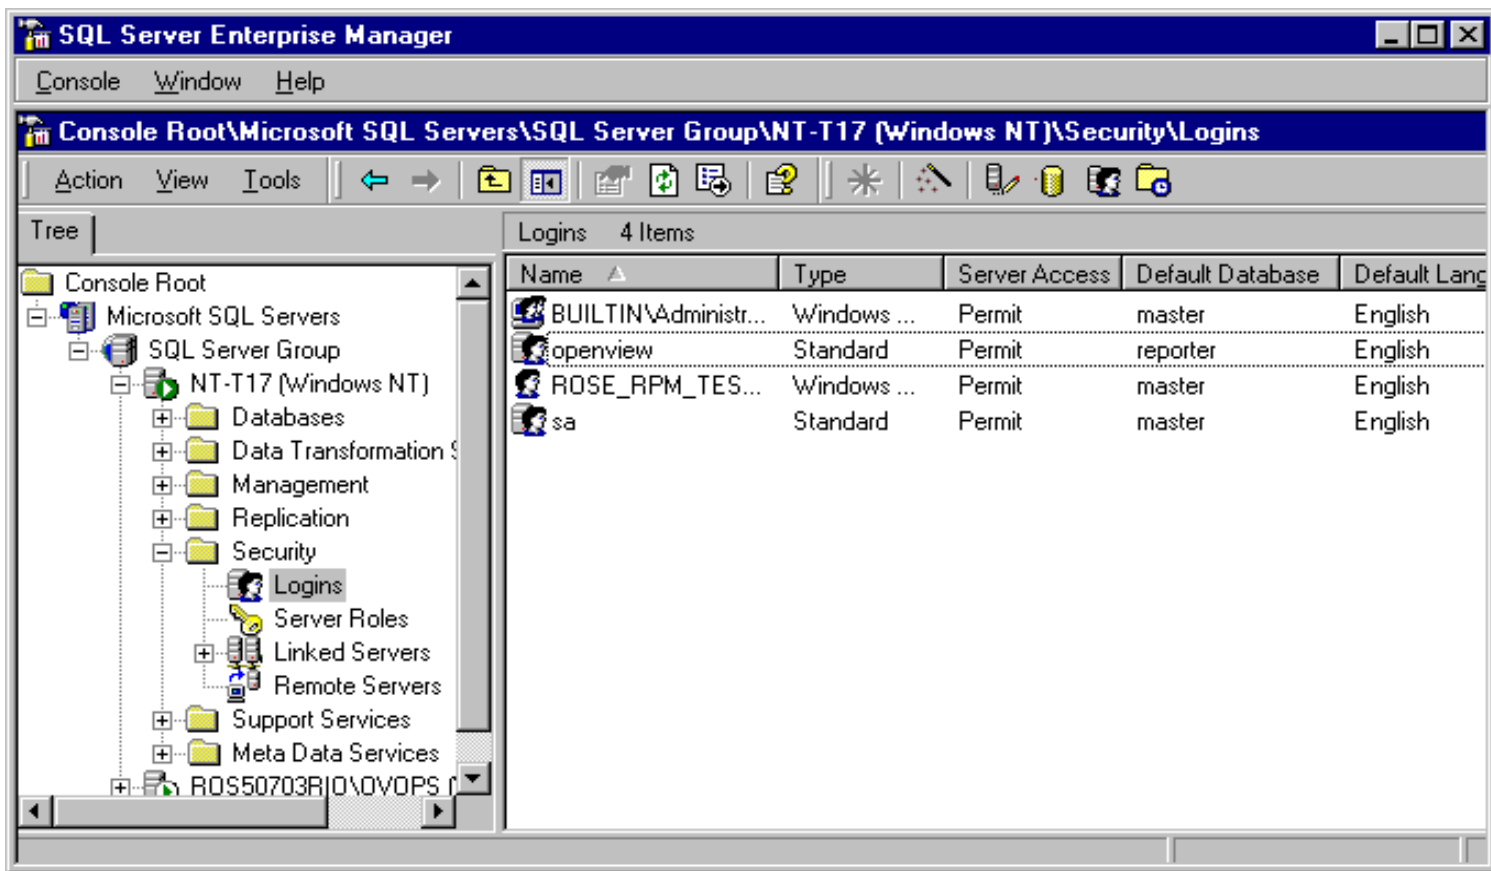 SQL Server Enterprise Manager
Console Window Help
Console Root\Microsoft SQL Servers\SQL Server Group\NT-T17 (Windows NT)\Security\Logins
Action View Tools
Tree
Logins 4 Items
Console Root
Microsoft SQL Servers
SQL Server Group
NT-T17 (Windows NT)
Databases
Data Transformation S
Management
Replication
Security
Logins
Server Roles
Linked Servers
Remote Servers
Support Services
Meta Data Services
ROS50703RIO\OVOPS (
Name Type Server Access Default Database Default Lang
BUILTIN\Administr... Windows ... Permit master English
openview Standard Permit reporter English
ROSE_RPM_TES... Windows ... Permit master English
sa Standard Permit master English